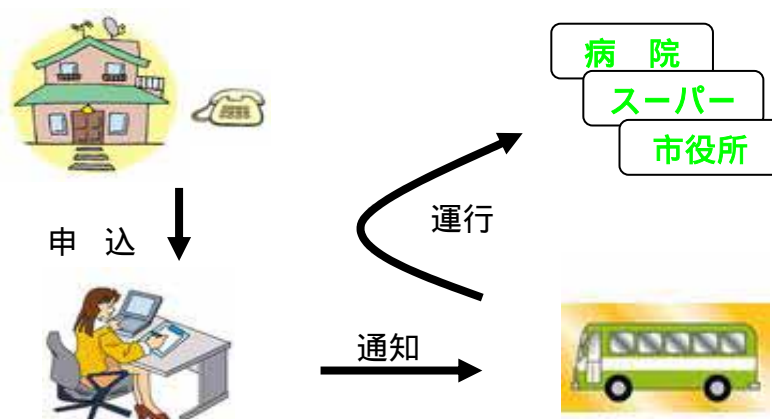 病　院
スーパー
市役所
運行
申　込
通知